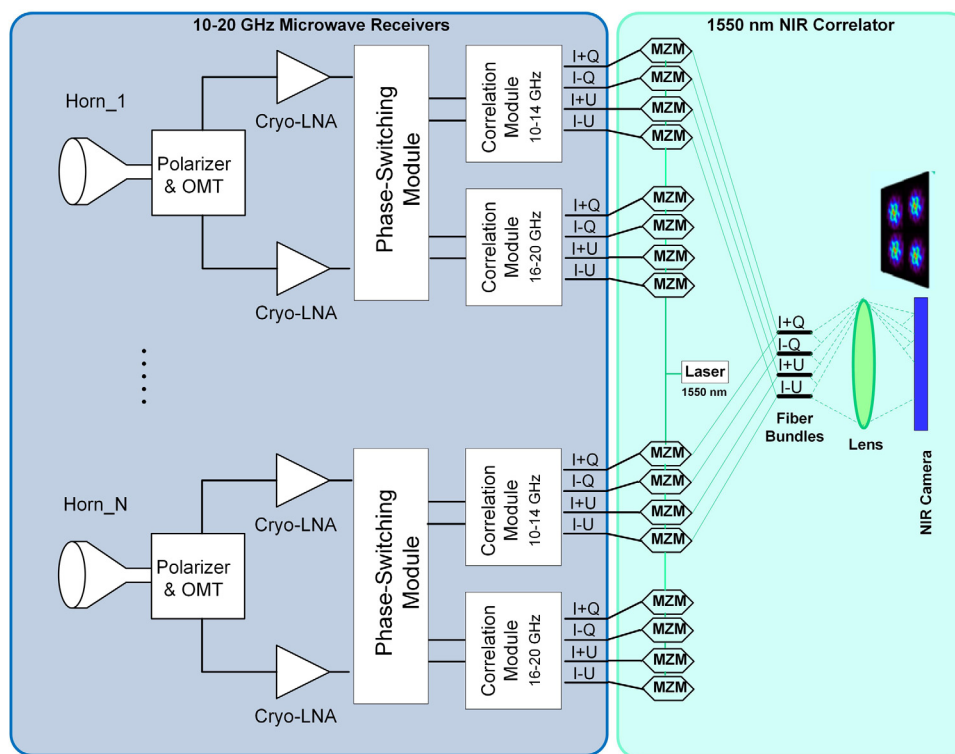 10-20 GHz Microwave Receivers
1550 nm NIR Correlator
Horn_1
Polarizer
& OMT
Cryo-LNA
Cryo-LNA
Phase-Switching
Module
Correlation
Module
10-14 GHz
I+Q
I-Q
I+U
I-U
MZM
MZM
MZM
MZM
Correlation
Module
16-20 GHz
I+Q
I-Q
I+U
I-U
MZM
MZM
MZM
MZM
Laser
1550 nm
I+Q
I-Q
I+U
I-U
Fiber
Bundles
Lens
NIR Camera
Horn_N
Polarizer
& OMT
Cryo-LNA
Cryo-LNA
Phase-Switching
Module
Correlation
Module
10-14 GHz
I+Q
I-Q
I+U
I-U
MZM
MZM
MZM
MZM
Correlation
Module
16-20 GHz
I+Q
I-Q
I+U
I-U
MZM
MZM
MZM
MZM